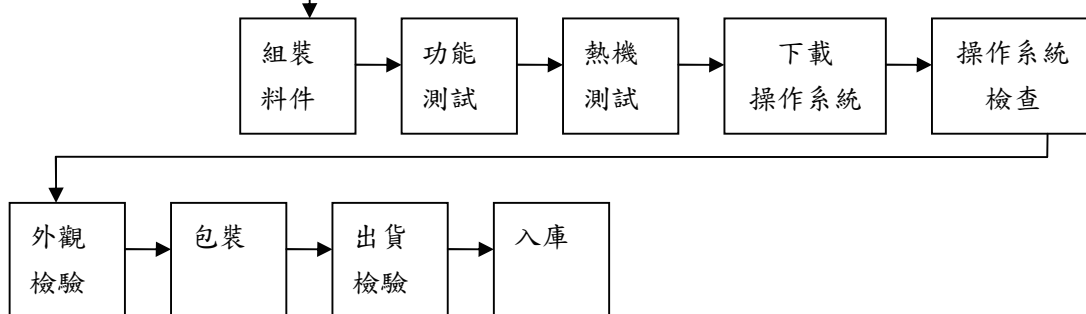 組裝
料件
功能
測試
熱機
測試
下載
操作系統
操作系統
檢查
外觀
檢驗
包裝
出貨
檢驗
入庫